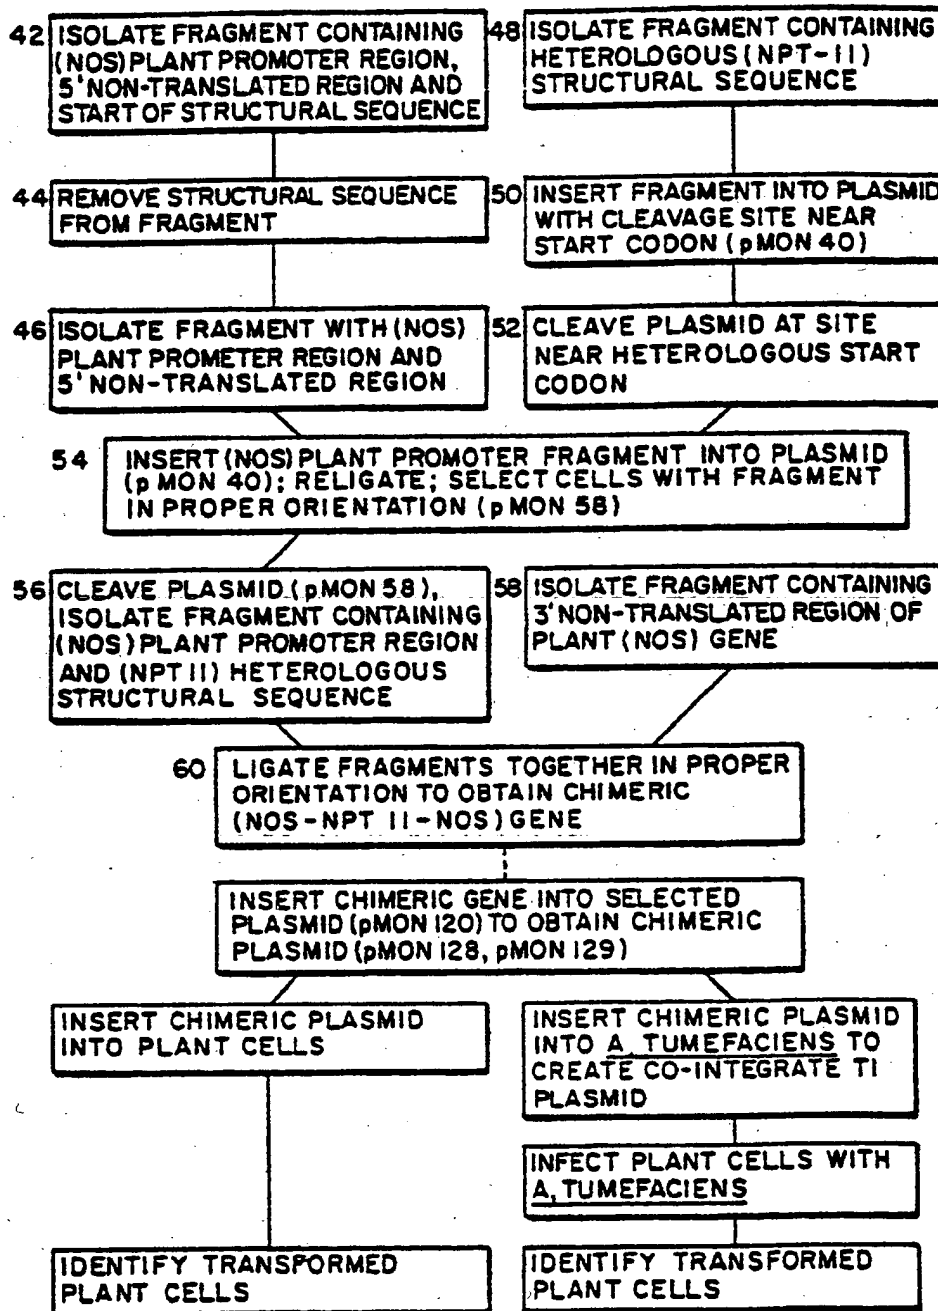 42 ISOLATE FRAGMENT CONTAINING
(NOS) PLANT PROMOTER REGION,
5' NON-TRANSLATED REGION AND
START OF STRUCTURAL SEQUENCE
48 ISOLATE FRAGMENT CONTAINING
HETEROLOGOUS (NPT-II)
STRUCTURAL SEQUENCE
44 REMOVE STRUCTURAL SEQUENCE
FROM FRAGMENT
50 INSERT FRAGMENT INTO PLASMID
WITH CLEAVAGE SITE NEAR
START CODON (pMON 40)
46 ISOLATE FRAGMENT WITH (NOS)
PLANT PROMETER REGION AND
5' NON-TRANSLATED REGION
52 CLEAVE PLASMID AT SITE
NEAR HETEROLOGOUS START
CODON
54 INSERT (NOS) PLANT PROMOTER FRAGMENT INTO PLASMID
(pMON 40); RELIGATE; SELECT CELLS WITH FRAGMENT
IN PROPER ORIENTATION (pMON 58)
56 CLEAVE PLASMID (pMON 58),
ISOLATE FRAGMENT CONTAINING
(NOS) PLANT PROMOTER REGION
AND (NPT II) HETEROLOGOUS
STRUCTURAL SEQUENCE
58 ISOLATE FRAGMENT CONTAINING
3' NON-TRANSLATED REGION OF
PLANT (NOS) GENE
60 LIGATE FRAGMENTS TOGETHER IN PROPER
ORIENTATION TO OBTAIN CHIMERIC
(NOS-NPT II-NOS) GENE
INSERT CHIMERIC GENE INTO SELECTED
PLASMID (pMON 120) TO OBTAIN CHIMERIC
PLASMID (pMON 128, pMON 129)
INSERT CHIMERIC PLASMID
INTO PLANT CELLS
INSERT CHIMERIC PLASMID
INTO A. TUMEFACIENS TO
CREATE CO-INTEGRATE TI
PLASMID
INFECT PLANT CELLS WITH
A. TUMEFACIENS
IDENTIFY TRANSFORMED
PLANT CELLS
IDENTIFY TRANSFORMED
PLANT CELLS